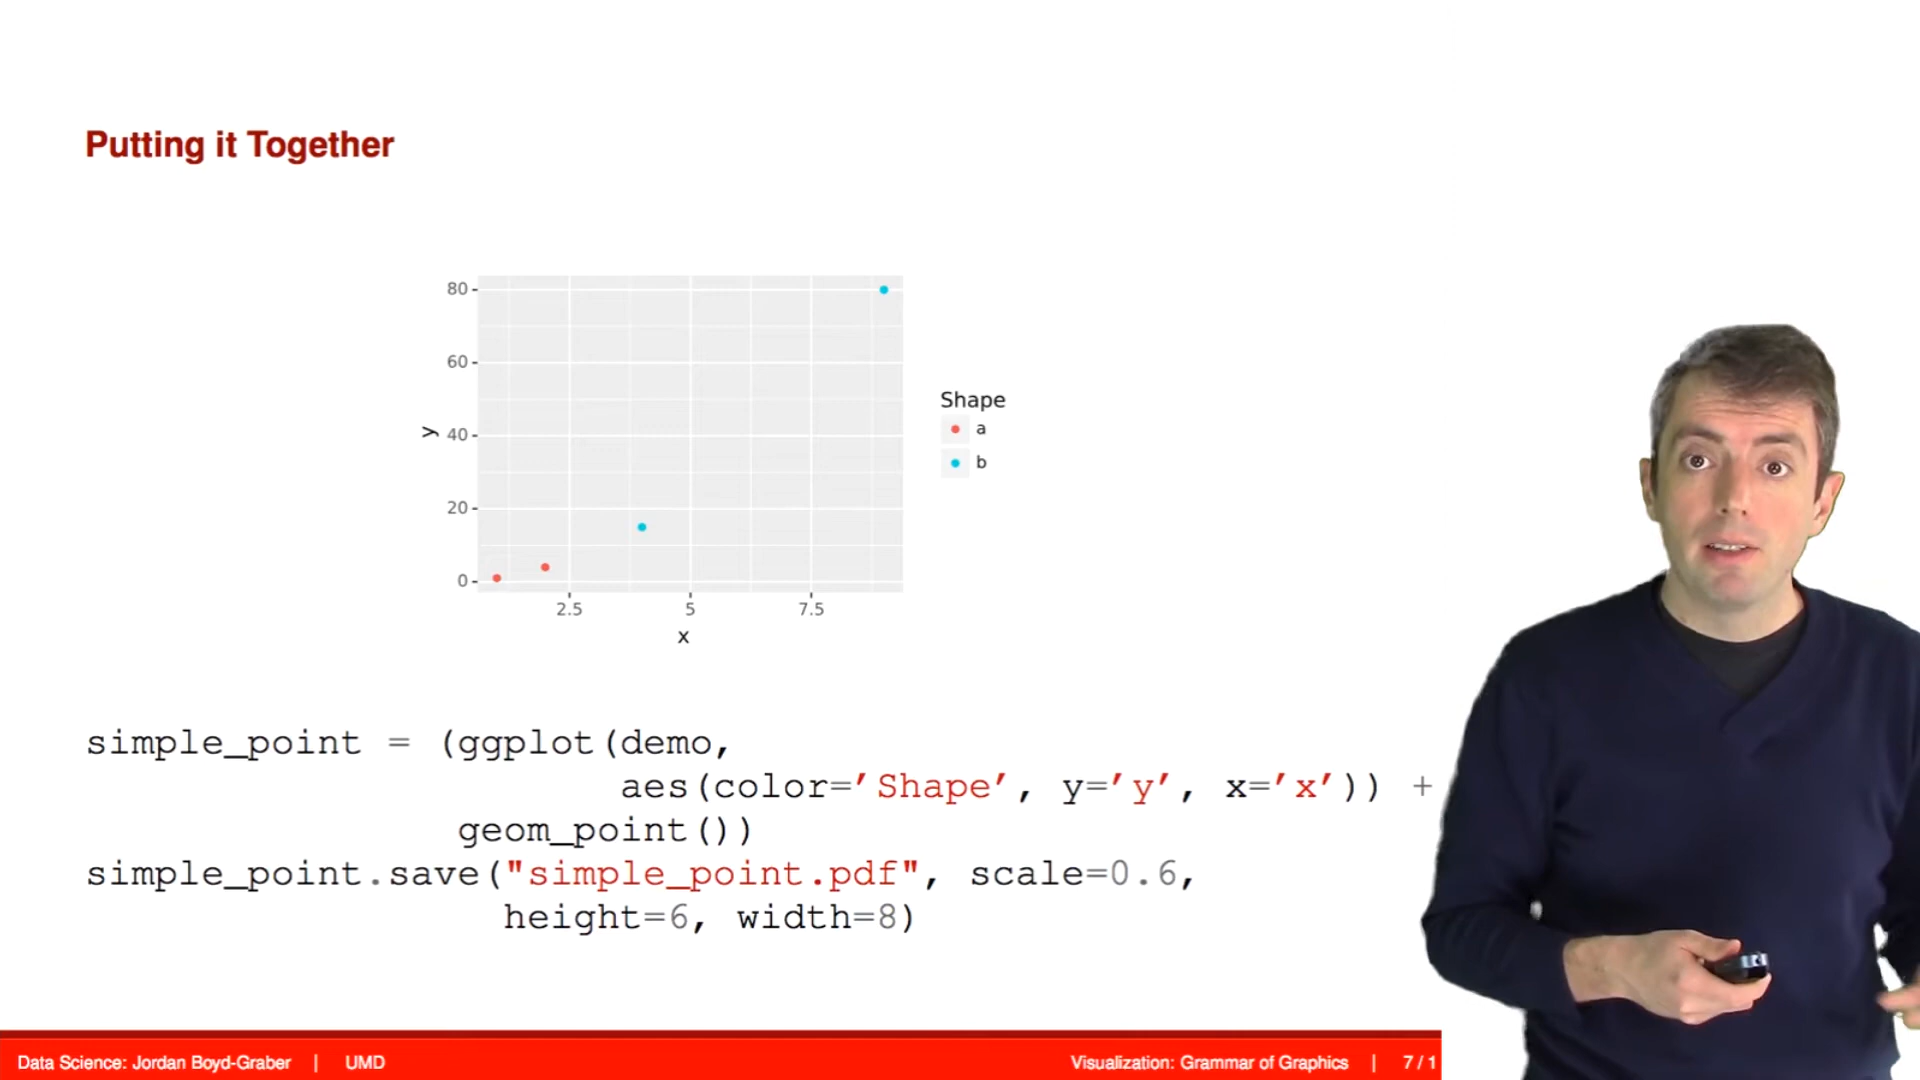 Putting it Together
80
60
40
20
0
y
2.5 5 7.5
x
Shape
a
b
simple_point = (ggplot(demo,
aes(color=’Shape’, y=’y’, x=’x’)) +
geom_point())
simple_point.save("simple_point.pdf", scale=0.6,
height=6, width=8)
Data Science: Jordan Boyd-Graber | UMD
Visualization: Grammar of Graphics | 7 / 1